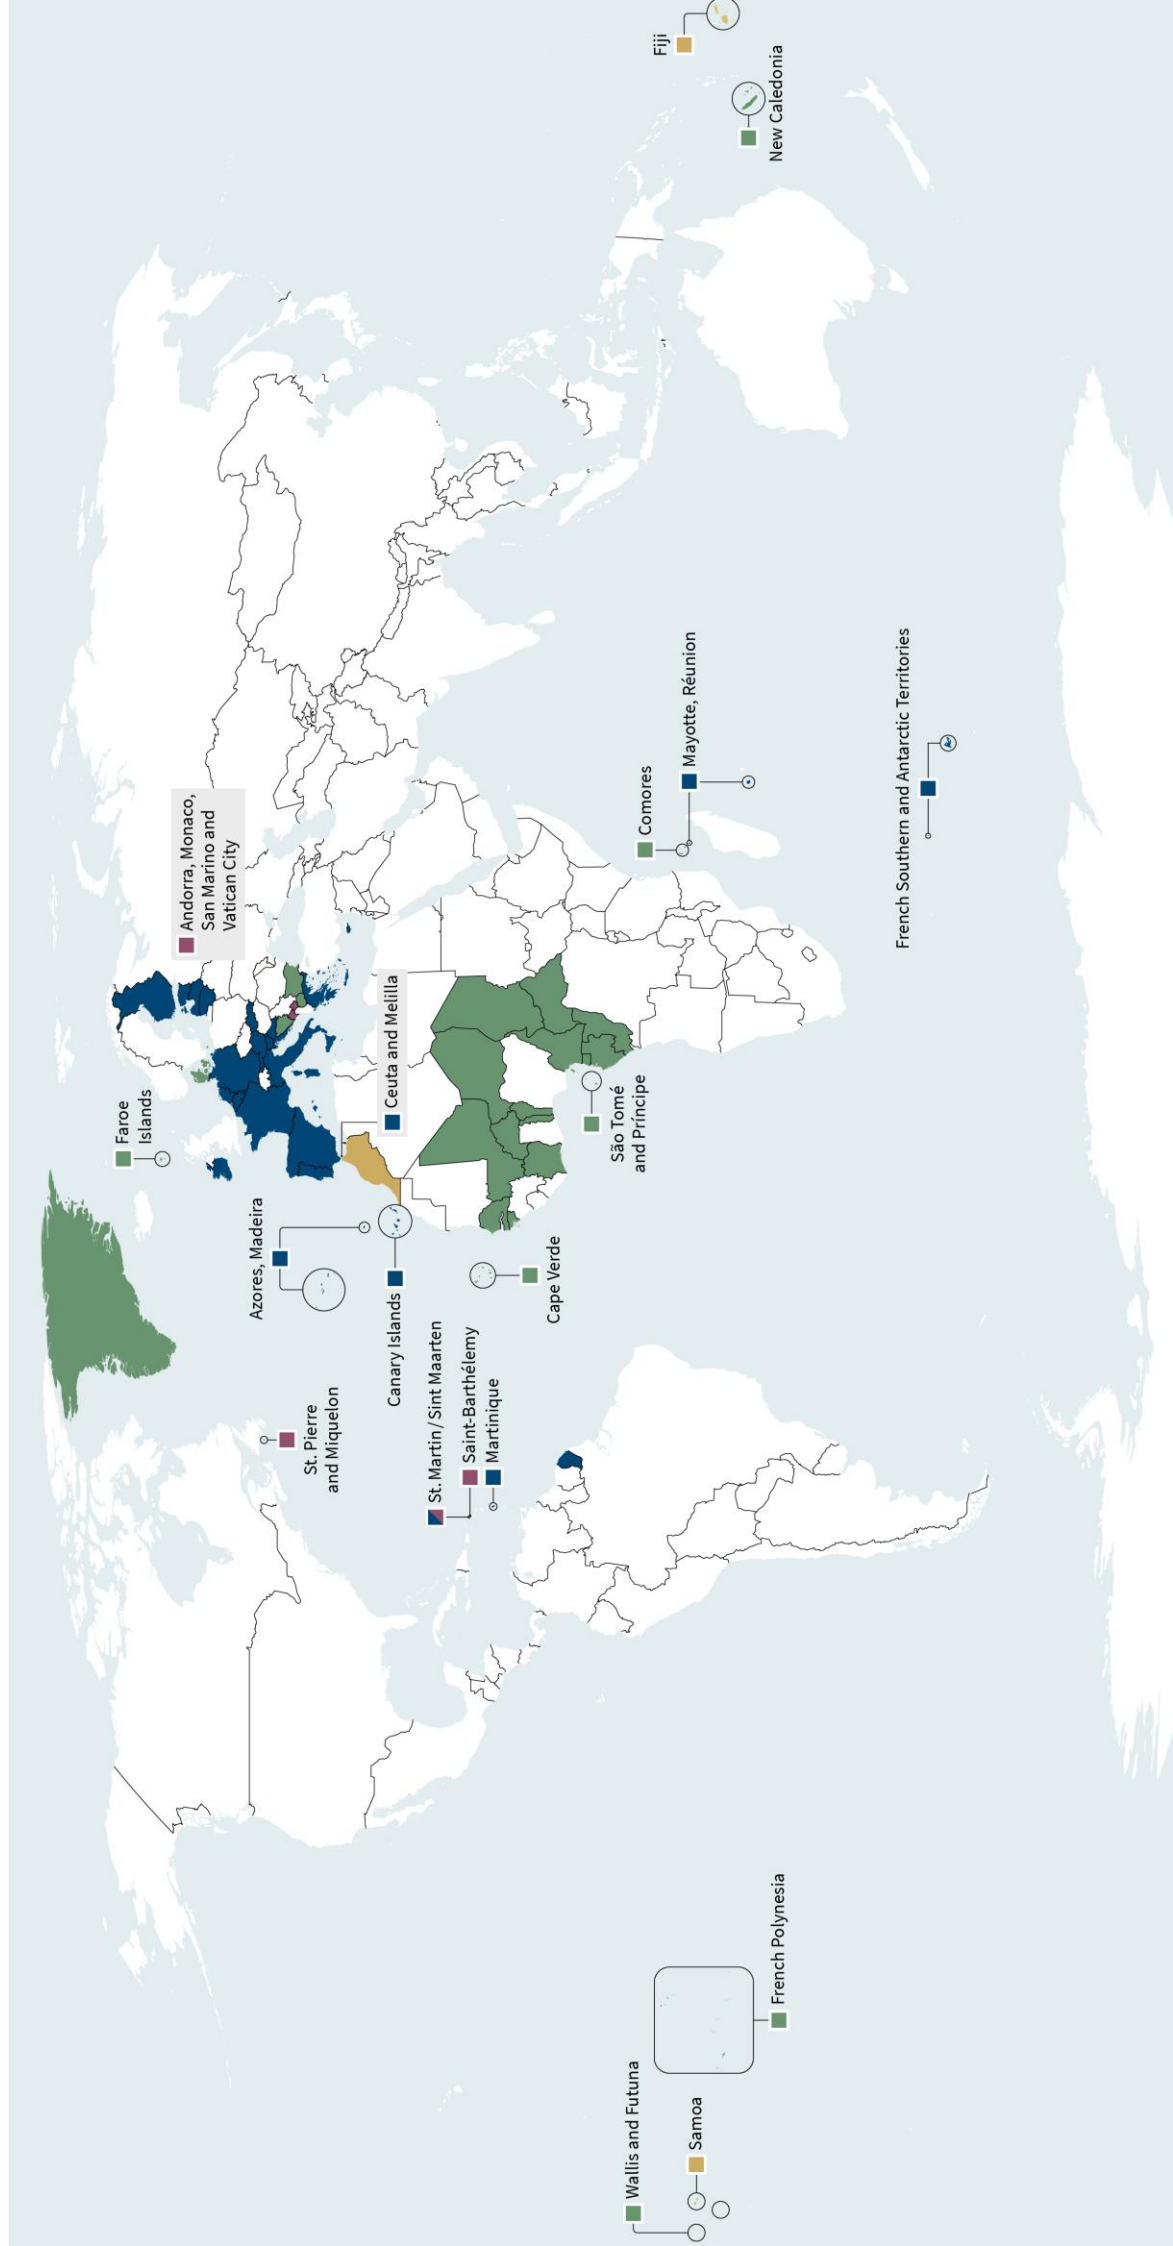 Faroe
Islands
Andorra, Monaco,
San Marino and
Vatican City
Azores, Madeira
St. Pierre
and Miquelon
Canary Islands
Ceuta and Melilla
St. Martin / Sint Maarten
Saint-Barthélemy
Martinique
Cape Verde
São Tomé
and Príncipe
Comores
Mayotte, Réunion
Fiji
New Caledonia
Wallis and Futuna
Samoa
French Polynesia
French Southern and Antarctic Territories